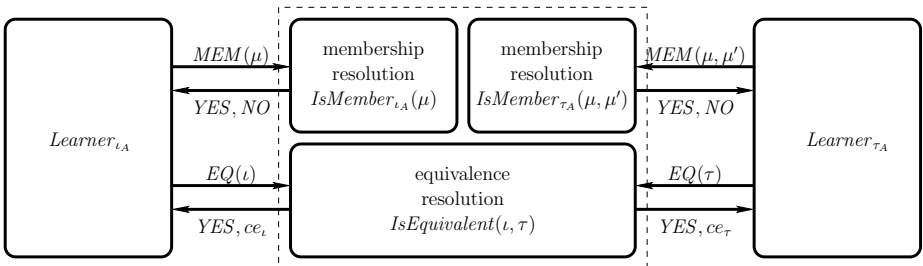 Learner_{ι_A}
MEM(μ)
YES, NO
EQ(ι)
YES, ce_ι
membership
resolution
IsMember_{ι_A}(μ)
membership
resolution
IsMember_{τ_A}(μ, μ′)
equivalence
resolution
IsEquivalent(ι, τ)
MEM(μ, μ′)
YES, NO
EQ(τ)
YES, ce_τ
Learner_{τ_A}